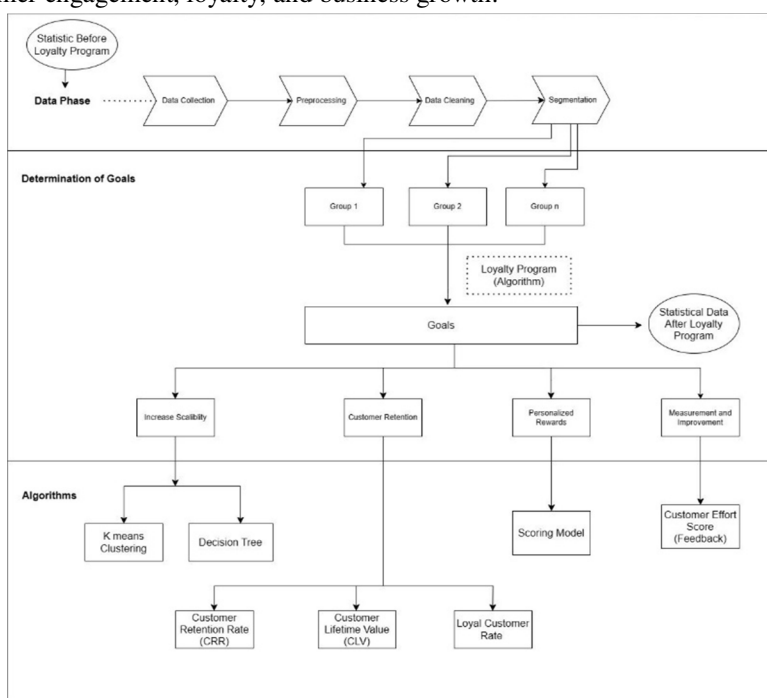 mer engagement, loyalty, and business growth.
Statistic Before
Loyalty Program
Data Phase
Data Collection
Preprocessing
Data Cleaning
Segmentation
Determination of Goals
Group 1
Group 2
Group n
Loyalty Program
(Algorithm)
Goals
Statistical Data
After Loyalty
Program
Increase Scalibity
Customer Retention
Personalized
Rewards
Measurement and
Improvement
Algorithms
K means
Clustering
Decision Tree
Scoring Model
Customer Effort
Score
(Feedback)
Customer
Retention Rate
(CRR)
Customer
Lifetime Value
(CLV)
Loyal Customer
Rate